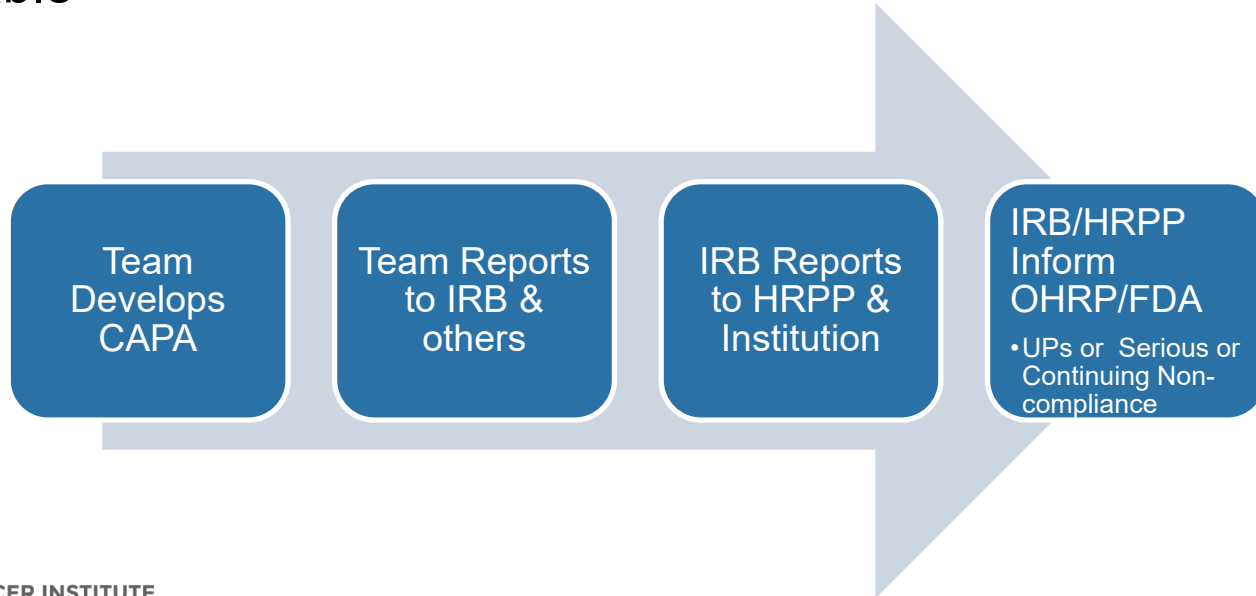 Team
Develops
CAPA
Team Reports
to IRB &
others
IRB Reports
to HRPP &
Institution
IRB/HRPP
Inform
OHRP/FDA
•UPs or Serious or
Continuing Non-
compliance
INSTITUTE